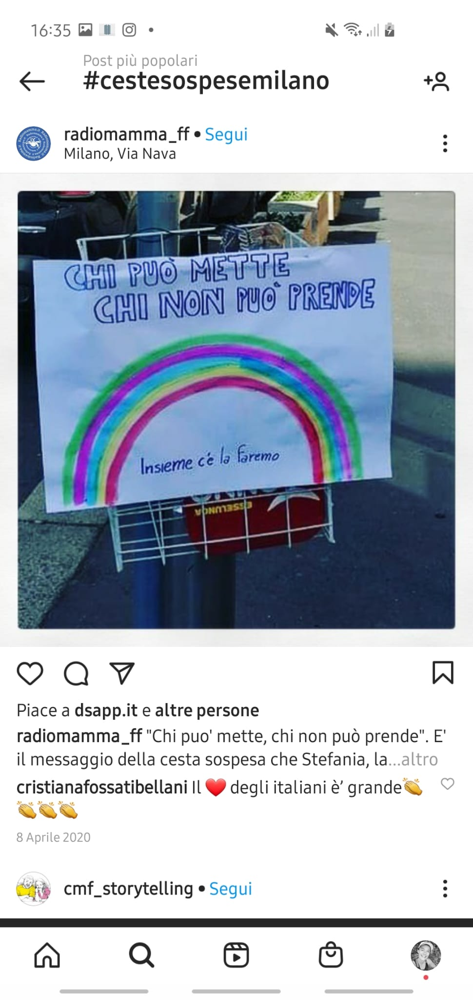 16:35
Post più popolari
#cestesospesemilano
radiomamma_ff • Segui
Milano, Via Nava
CHI PUÒ METTE
CHI NON PUÒ PRENDE
Insieme c'è la faremo
ESSELUNGA
Piace a dsapp.it e altre persone
radiomamma_ff "Chi puo' mette, chi non può prende". E'
il messaggio della cesta sospesa che Stefania, la...altro
cristianafossatibellani Il ❤️ degli italiani è’ grande👏
👏👏👏
8 Aprile 2020
cmf_storytelling • Segui